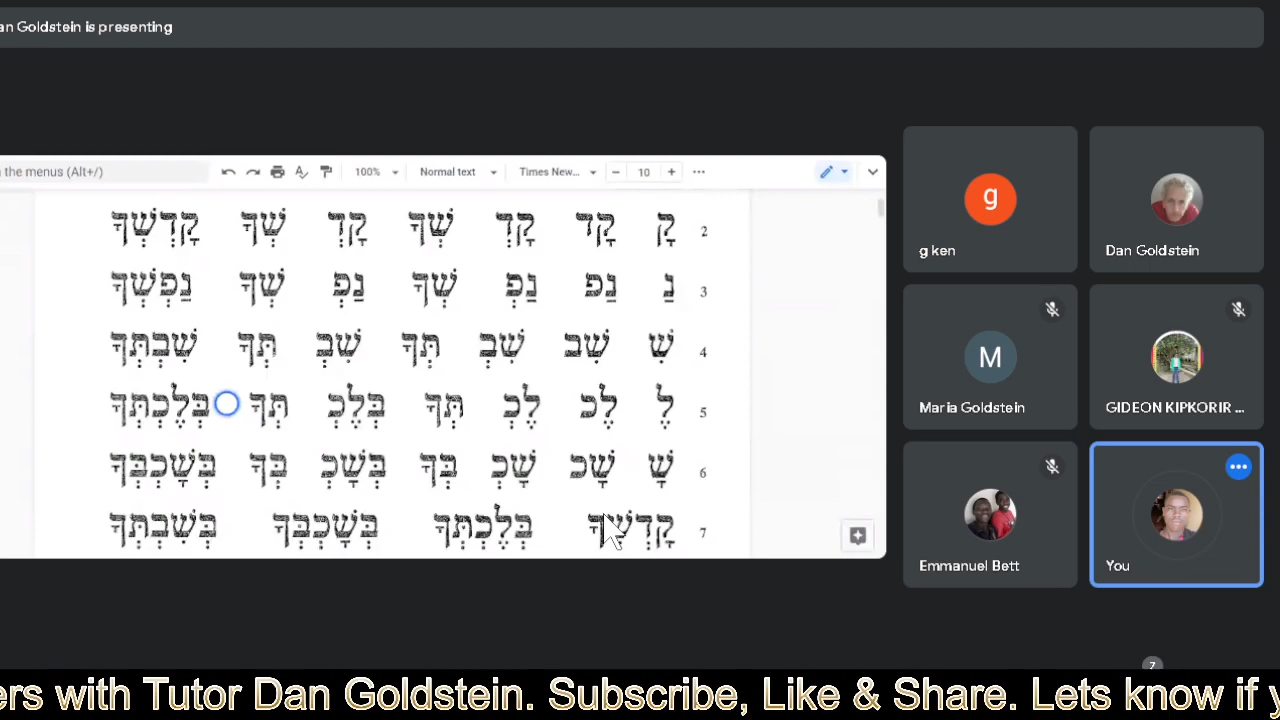 an Goldstein is presenting
the menus (Alt+/) 100% Normal text Times New... − 10 +
2 קָ קָד קָדְ שְׁךָ קָדְ שְׁךָ קָדְשְׁךָ
3 נַ נַפ נַפְ שְׁךָ נַפְ שְׁךָ נַפְשְׁךָ
4 שִׁ שִׁב שִׁבְ תְּךָ שִׁבְ תְּךָ שִׁבְתְּךָ
5 לֶ לֶכ לֶכְ תְּךָ בְּלֶכְ תְּךָ בְּלֶכְתְּךָ
6 שָׁ שָׁכ שָׁכְ בְּךָ בְּשָׁכְ בְּךָ בְּשָׁכְבְּךָ
7 קָדְשְׁךָ בְּלֶכְתְּךָ בְּשָׁכְבְּךָ בְּשִׁבְתְּךָ
g
g ken
Dan Goldstein
M
Maria Goldstein
GIDEON KIPKORIR ...
Emmanuel Bett
You
7
ers with Tutor Dan Goldstein. Subscribe, Like & Share. Lets know if y